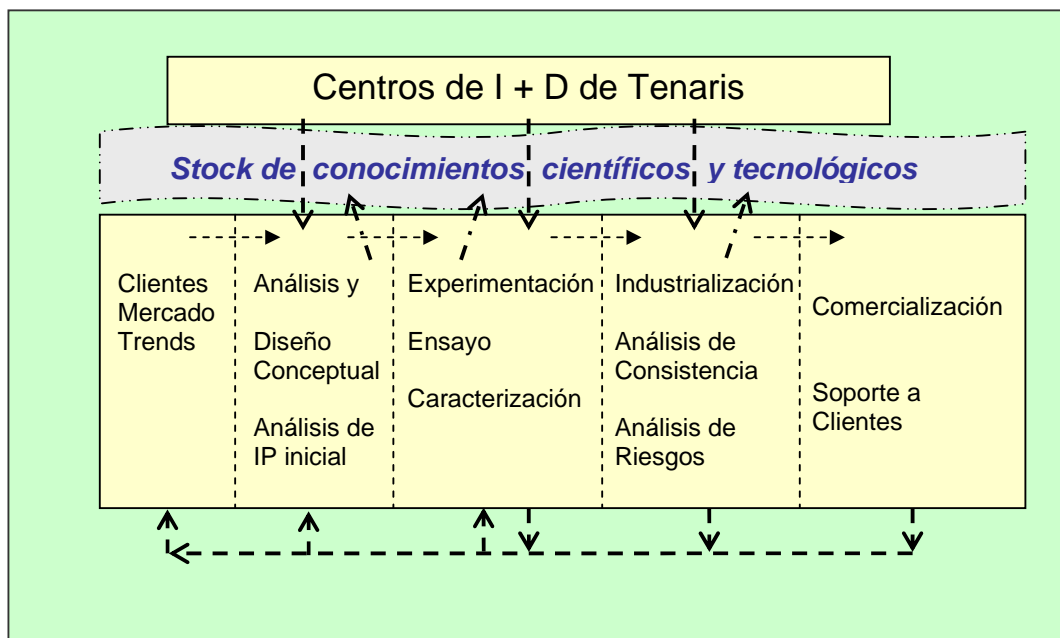 Centros de I + D de Tenaris
Stock de conocimientos científicos y tecnológicos
Clientes
Mercado
Trends
Análisis y
Diseño
Conceptual
Análisis de
IP inicial
Experimentación
Ensayo
Caracterización
Industrialización
Análisis de
Consistencia
Análisis de
Riesgos
Comercialización
Soporte a
Clientes